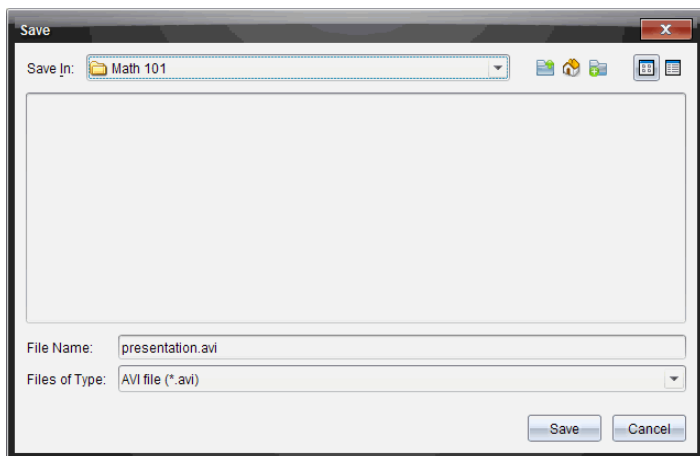 Save
Save In: Math 101
File Name: presentation.avi
Files of Type: AVI file (*.avi)
Save Cancel